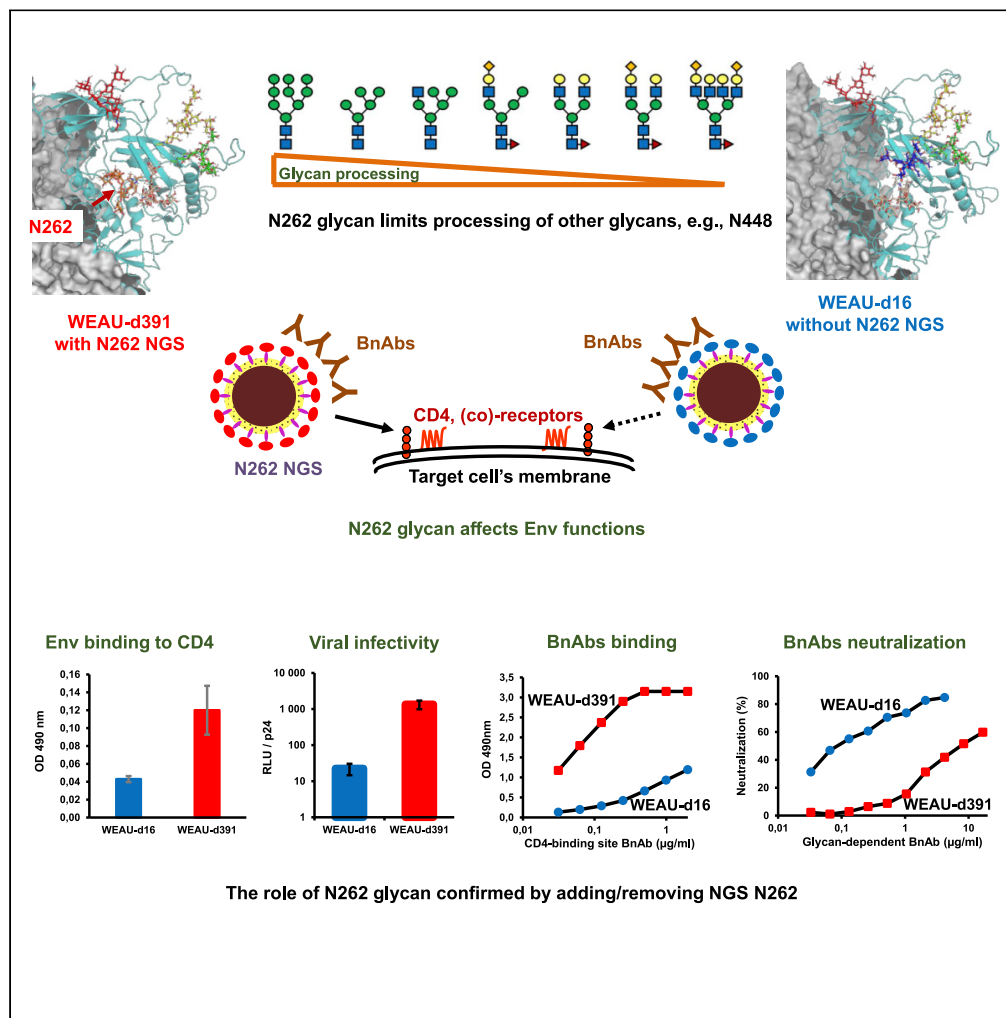 N262
Glycan processing
N262 glycan limits processing of other glycans, e.g., N448
WEAU-d391
with N262 NGS
WEAU-d16
without N262 NGS
BnAbs
BnAbs
CD4, (co)-receptors
N262 NGS
Target cell's membrane
N262 glycan affects Env functions
Env binding to CD4
OD 490 nm
0,16
0,14
0,12
0,10
0,08
0,06
0,04
0,02
0,00
WEAU-d16
WEAU-d391
Viral infectivity
RLU / p24
10 000
1 000
100
10
1
WEAU-d16
WEAU-d391
BnAbs binding
OD 490nm
3,5
3,0
2,5
2,0
1,5
1,0
0,5
0,0
WEAU-d391
WEAU-d16
0,01
0,1
1
CD4-binding site BnAb (µg/ml)
BnAbs neutralization
Neutralization (%)
100
80
60
40
20
0
WEAU-d16
WEAU-d391
0,01
0,1
1
10
Glycan-dependent BnAb (µg/ml)
The role of N262 glycan confirmed by adding/removing NGS N262